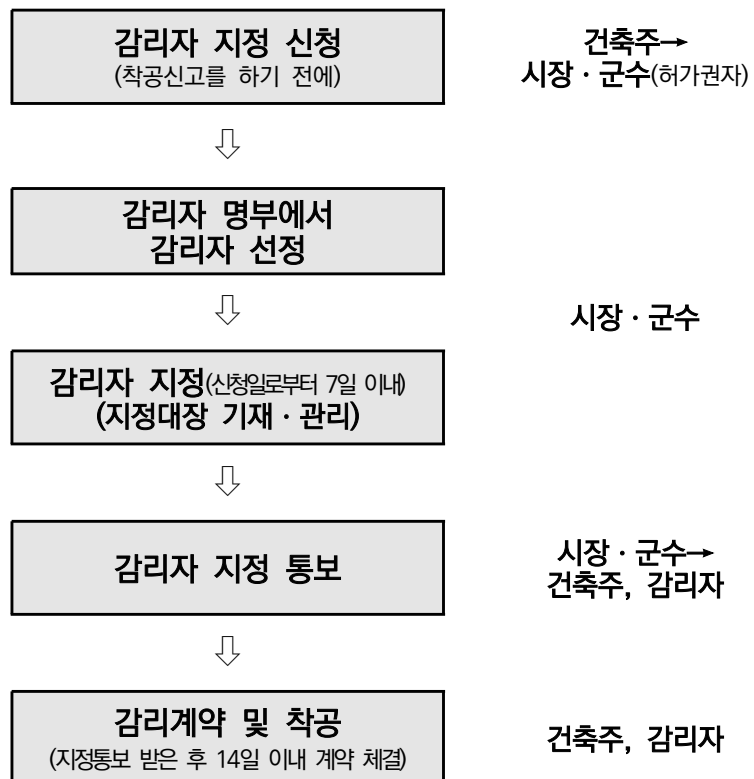 감리자 지정 신청
(착공신고를 하기 전에)
건축주→
시장 · 군수(허가권자)
⇩
감리자 명부에서
감리자 선정
⇩
시장 · 군수
감리자 지정(신청일로부터 7일 이내)
(지정대장 기재 · 관리)
⇩
감리자 지정 통보
시장 · 군수→
건축주, 감리자
⇩
감리계약 및 착공
(지정통보 받은 후 14일 이내 계약 체결)
건축주, 감리자